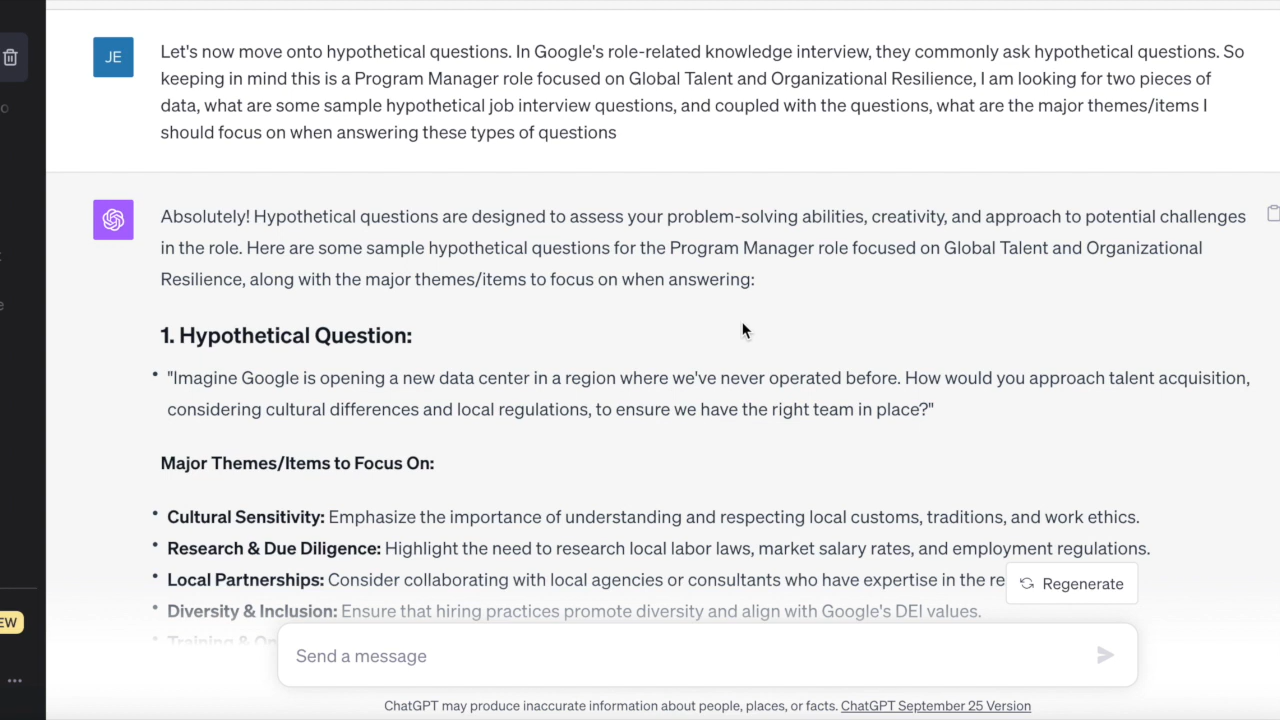 JE
Let's now move onto hypothetical questions. In Google's role-related knowledge interview, they commonly ask hypothetical questions. So
keeping in mind this is a Program Manager role focused on Global Talent and Organizational Resilience, I am looking for two pieces of
data, what are some sample hypothetical job interview questions, and coupled with the questions, what are the major themes/items I
should focus on when answering these types of questions
Absolutely! Hypothetical questions are designed to assess your problem-solving abilities, creativity, and approach to potential challenges
in the role. Here are some sample hypothetical questions for the Program Manager role focused on Global Talent and Organizational
Resilience, along with the major themes/items to focus on when answering:
1. Hypothetical Question:
• "Imagine Google is opening a new data center in a region where we've never operated before. How would you approach talent acquisition,
considering cultural differences and local regulations, to ensure we have the right team in place?"
Major Themes/Items to Focus On:
• Cultural Sensitivity: Emphasize the importance of understanding and respecting local customs, traditions, and work ethics.
• Research & Due Diligence: Highlight the need to research local labor laws, market salary rates, and employment regulations.
• Local Partnerships: Consider collaborating with local agencies or consultants who have expertise in the re
Regenerate
• Diversity & Inclusion: Ensure that hiring practices promote diversity and align with Google's DEI values.
EW
• Training & On
Send a message
ChatGPT may produce inaccurate information about people, places, or facts. ChatGPT September 25 Version